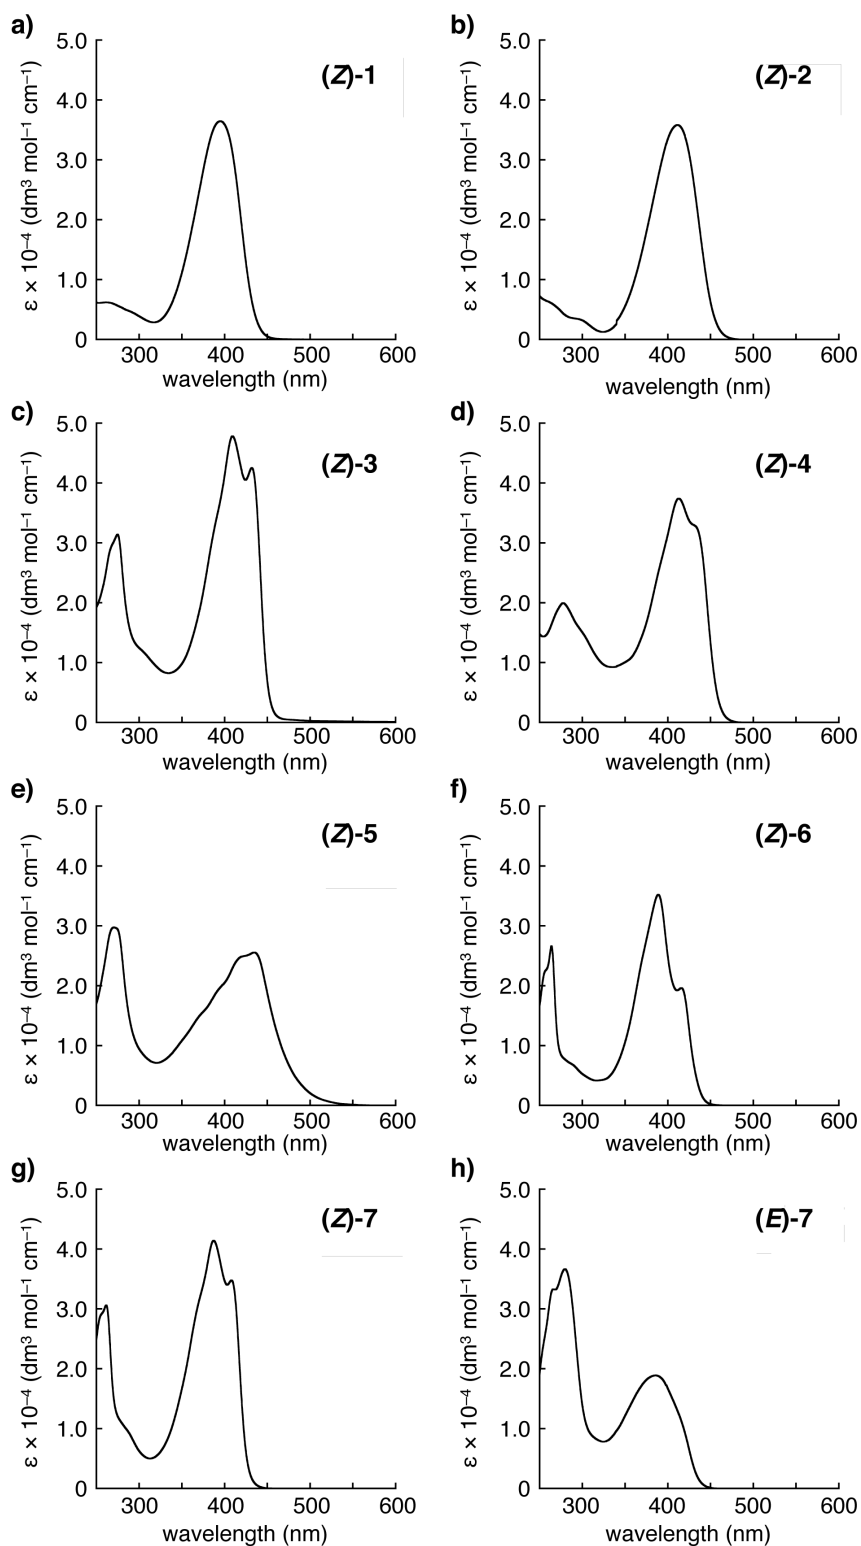 a)
(Z)-1
5.0
4.0
3.0
2.0
1.0
0
ε × 10⁻⁴ (dm³ mol⁻¹ cm⁻¹)
300 400 500 600
wavelength (nm)
b)
(Z)-2
5.0
4.0
3.0
2.0
1.0
0
ε × 10⁻⁴ (dm³ mol⁻¹ cm⁻¹)
300 400 500 600
wavelength (nm)
c)
(Z)-3
5.0
4.0
3.0
2.0
1.0
0
ε × 10⁻⁴ (dm³ mol⁻¹ cm⁻¹)
300 400 500 600
wavelength (nm)
d)
(Z)-4
5.0
4.0
3.0
2.0
1.0
0
ε × 10⁻⁴ (dm³ mol⁻¹ cm⁻¹)
300 400 500 600
wavelength (nm)
e)
(Z)-5
5.0
4.0
3.0
2.0
1.0
0
ε × 10⁻⁴ (dm³ mol⁻¹ cm⁻¹)
300 400 500 600
wavelength (nm)
f)
(Z)-6
5.0
4.0
3.0
2.0
1.0
0
ε × 10⁻⁴ (dm³ mol⁻¹ cm⁻¹)
300 400 500 600
wavelength (nm)
g)
(Z)-7
5.0
4.0
3.0
2.0
1.0
0
ε × 10⁻⁴ (dm³ mol⁻¹ cm⁻¹)
300 400 500 600
wavelength (nm)
h)
(E)-7
5.0
4.0
3.0
2.0
1.0
0
ε × 10⁻⁴ (dm³ mol⁻¹ cm⁻¹)
300 400 500 600
wavelength (nm)